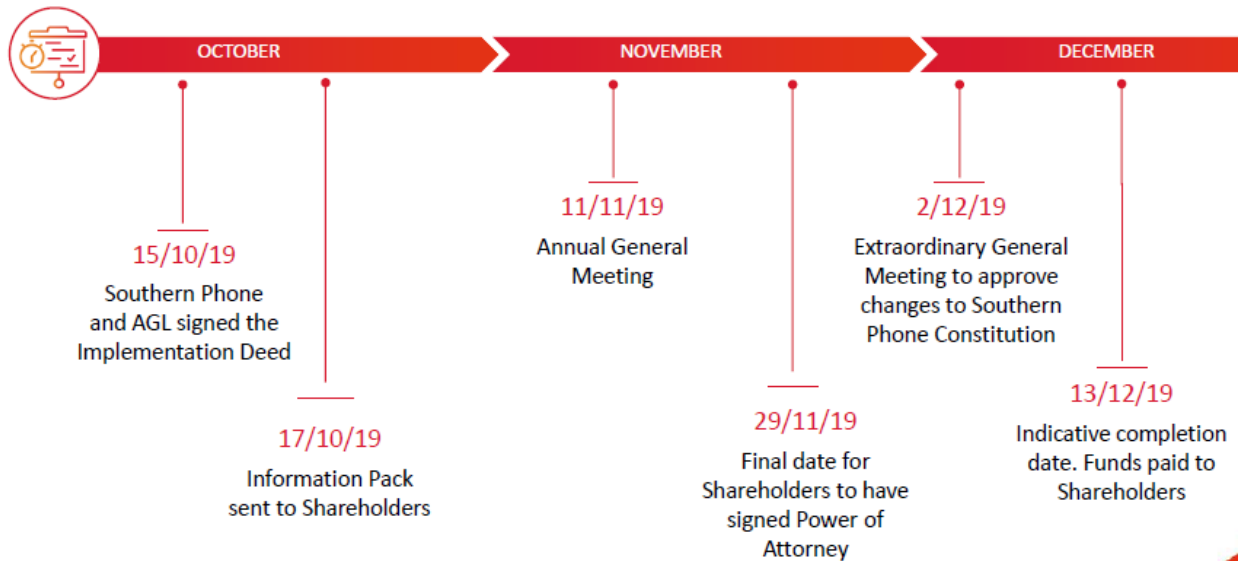 OCTOBER
NOVEMBER
DECEMBER
15/10/19
Southern Phone
and AGL signed the
Implementation Deed
17/10/19
Information Pack
sent to Shareholders
11/11/19
Annual General
Meeting
29/11/19
Final date for
Shareholders to have
signed Power of
Attorney
2/12/19
Extraordinary General
Meeting to approve
changes to Southern
Phone Constitution
13/12/19
Indicative completion
date. Funds paid to
Shareholders